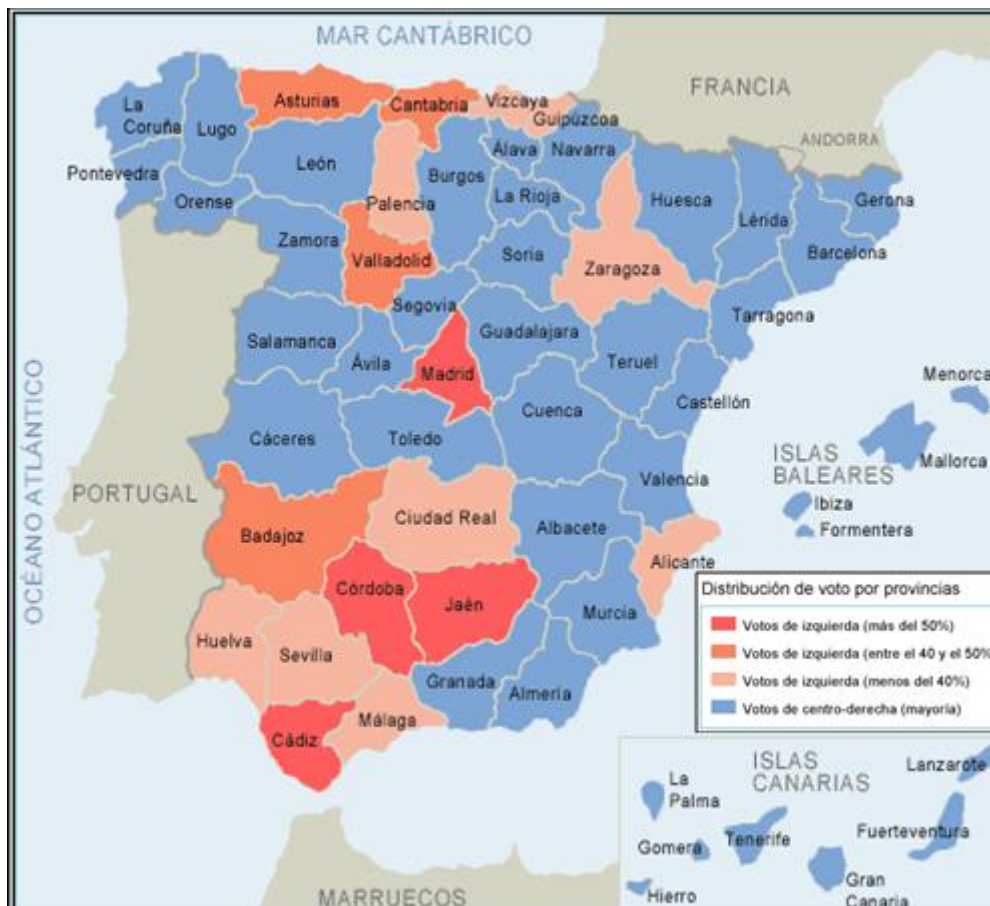 MAR CANTÁBRICO
FRANCIA
ANDORRA
La
Coruña
Lugo
Asturias
Cantabria
Vizcaya
Guipúzcoa
Pontevedra
Orense
León
Palencia
Burgos
Álava
Navarra
La Rioja
Huesca
Lérida
Gerona
Barcelona
Zamora
Valladolid
Soria
Zaragoza
Tarragona
Segovia
Salamanca
Ávila
Madrid
Guadalajara
Teruel
Castellón
Menorca
Mallorca
ISLAS
BALEARES
Ibiza
Formentera
Cáceres
Toledo
Cuenca
Valencia
OCÉANO ATLÁNTICO
PORTUGAL
Badajoz
Ciudad Real
Albacete
Alicante
Córdoba
Jaén
Murcia
Huelva
Sevilla
Granada
Almería
Málaga
Cádiz
Distribución de voto por provincias
Votos de izquierda (más del 50%)
Votos de izquierda (entre el 40 y el 50%
Votos de izquierda (menos del 40%)
Votos de centro-derecha (mayoría)
ISLAS
CANARIAS
La
Palma
Gomera
Hierro
Tenerife
Gran
Canaria
Fuerteventura
Lanzarote
MARRUECOS